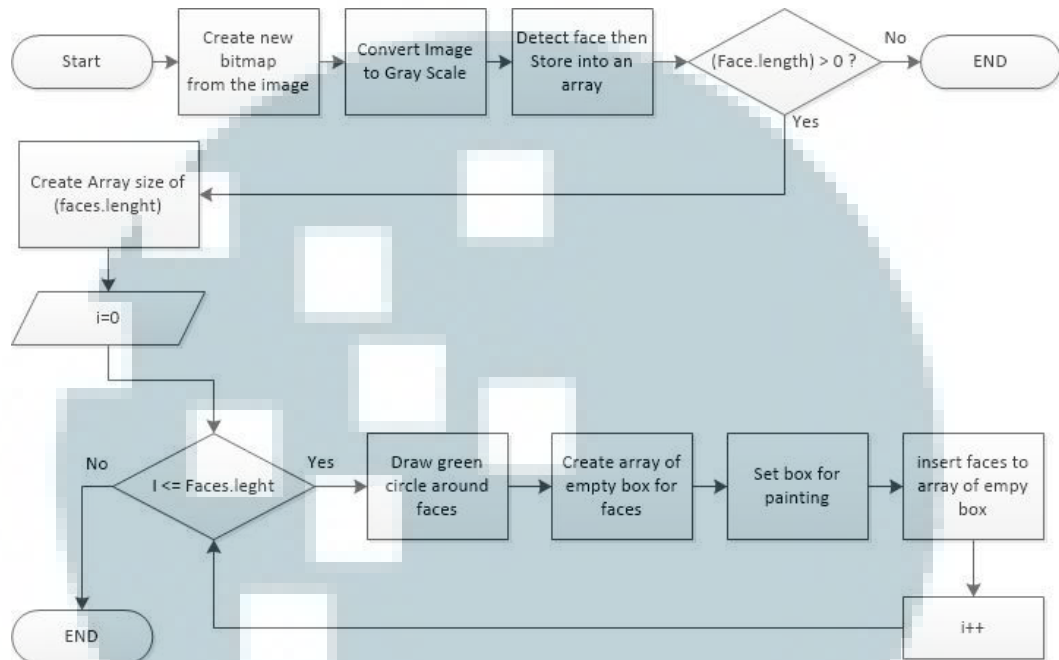 Start
Create new
bitmap
from the image
Convert Image
to Gray Scale
Detect face then
Store into an
array
(Face.length) > 0 ?
No
END
Yes
Create Array size of
(faces.lenght)
i=0
No
I <= Faces.leght
Yes
Draw green
circle around
faces
Create array of
empty box for
faces
Set box for
painting
insert faces to
array of empy
box
END
i++